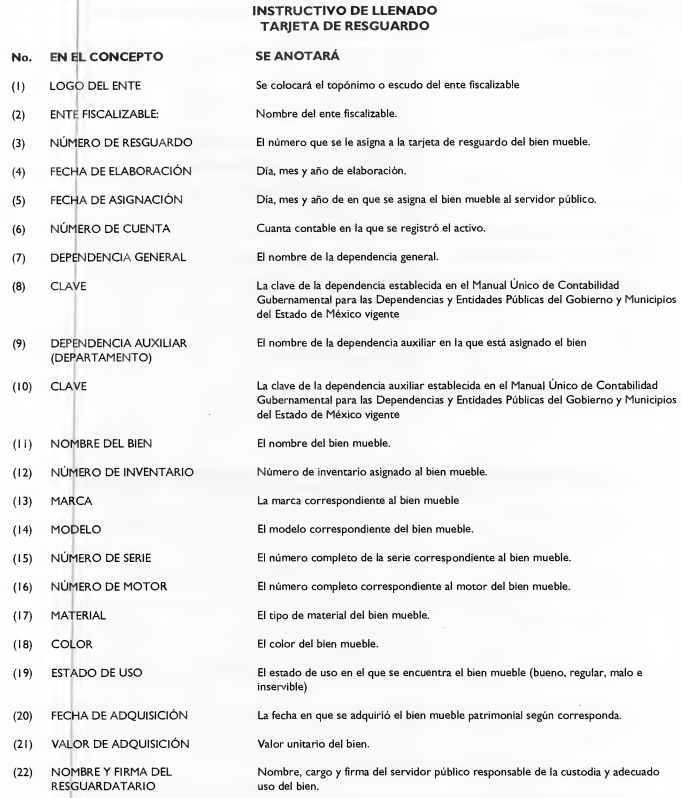 INSTRUCTIVO DE LLENADO
TARJETA DE RESGUARDO
No. EN EL CONCEPTO SE ANOTARÁ
(1) LOGO DEL ENTE Se colocará el topónimo o escudo del ente fiscalizable
(2) ENTE FISCALIZABLE: Nombre del ente fiscalizable.
(3) NÚMERO DE RESGUARDO El número que se le asigna a la tarjeta de resguardo del bien mueble.
(4) FECHA DE ELABORACIÓN Día, mes y año de elaboración.
(5) FECHA DE ASIGNACIÓN Día, mes y año de en que se asigna el bien mueble al servidor público.
(6) NÚMERO DE CUENTA Cuanta contable en la que se registró el activo.
(7) DEPENDENCIA GENERAL El nombre de la dependencia general.
(8) CLAVE La clave de la dependencia establecida en el Manual Único de Contabilidad
Gubernamental para las Dependencias y Entidades Públicas del Gobierno y Municipios
del Estado de México vigente
(9) DEPENDENCIA AUXILIAR El nombre de la dependencia auxiliar en la que está asignado el bien
(DEPARTAMENTO)
(10) CLAVE La clave de la dependencia auxiliar establecida en el Manual Único de Contabilidad
Gubernamental para las Dependencias y Entidades Públicas del Gobierno y Municipios
del Estado de México vigente
(11) NOMBRE DEL BIEN El nombre del bien mueble.
(12) NÚMERO DE INVENTARIO Número de inventario asignado al bien mueble.
(13) MARCA La marca correspondiente al bien mueble
(14) MODELO El modelo correspondiente del bien mueble.
(15) NÚMERO DE SERIE El número completo de la serie correspondiente al bien mueble.
(16) NÚMERO DE MOTOR El número completo correspondiente al motor del bien mueble.
(17) MATERIAL El tipo de material del bien mueble.
(18) COLOR El color del bien mueble.
(19) ESTADO DE USO El estado de uso en el que se encuentra el bien mueble (bueno, regular, malo e
inservible)
(20) FECHA DE ADQUISICIÓN La fecha en que se adquirió el bien mueble patrimonial según corresponda.
(21) VALOR DE ADQUISICIÓN Valor unitario del bien.
(22) NOMBRE Y FIRMA DEL Nombre, cargo y firma del servidor público responsable de la custodia y adecuado
RESGUARDATARIO uso del bien.